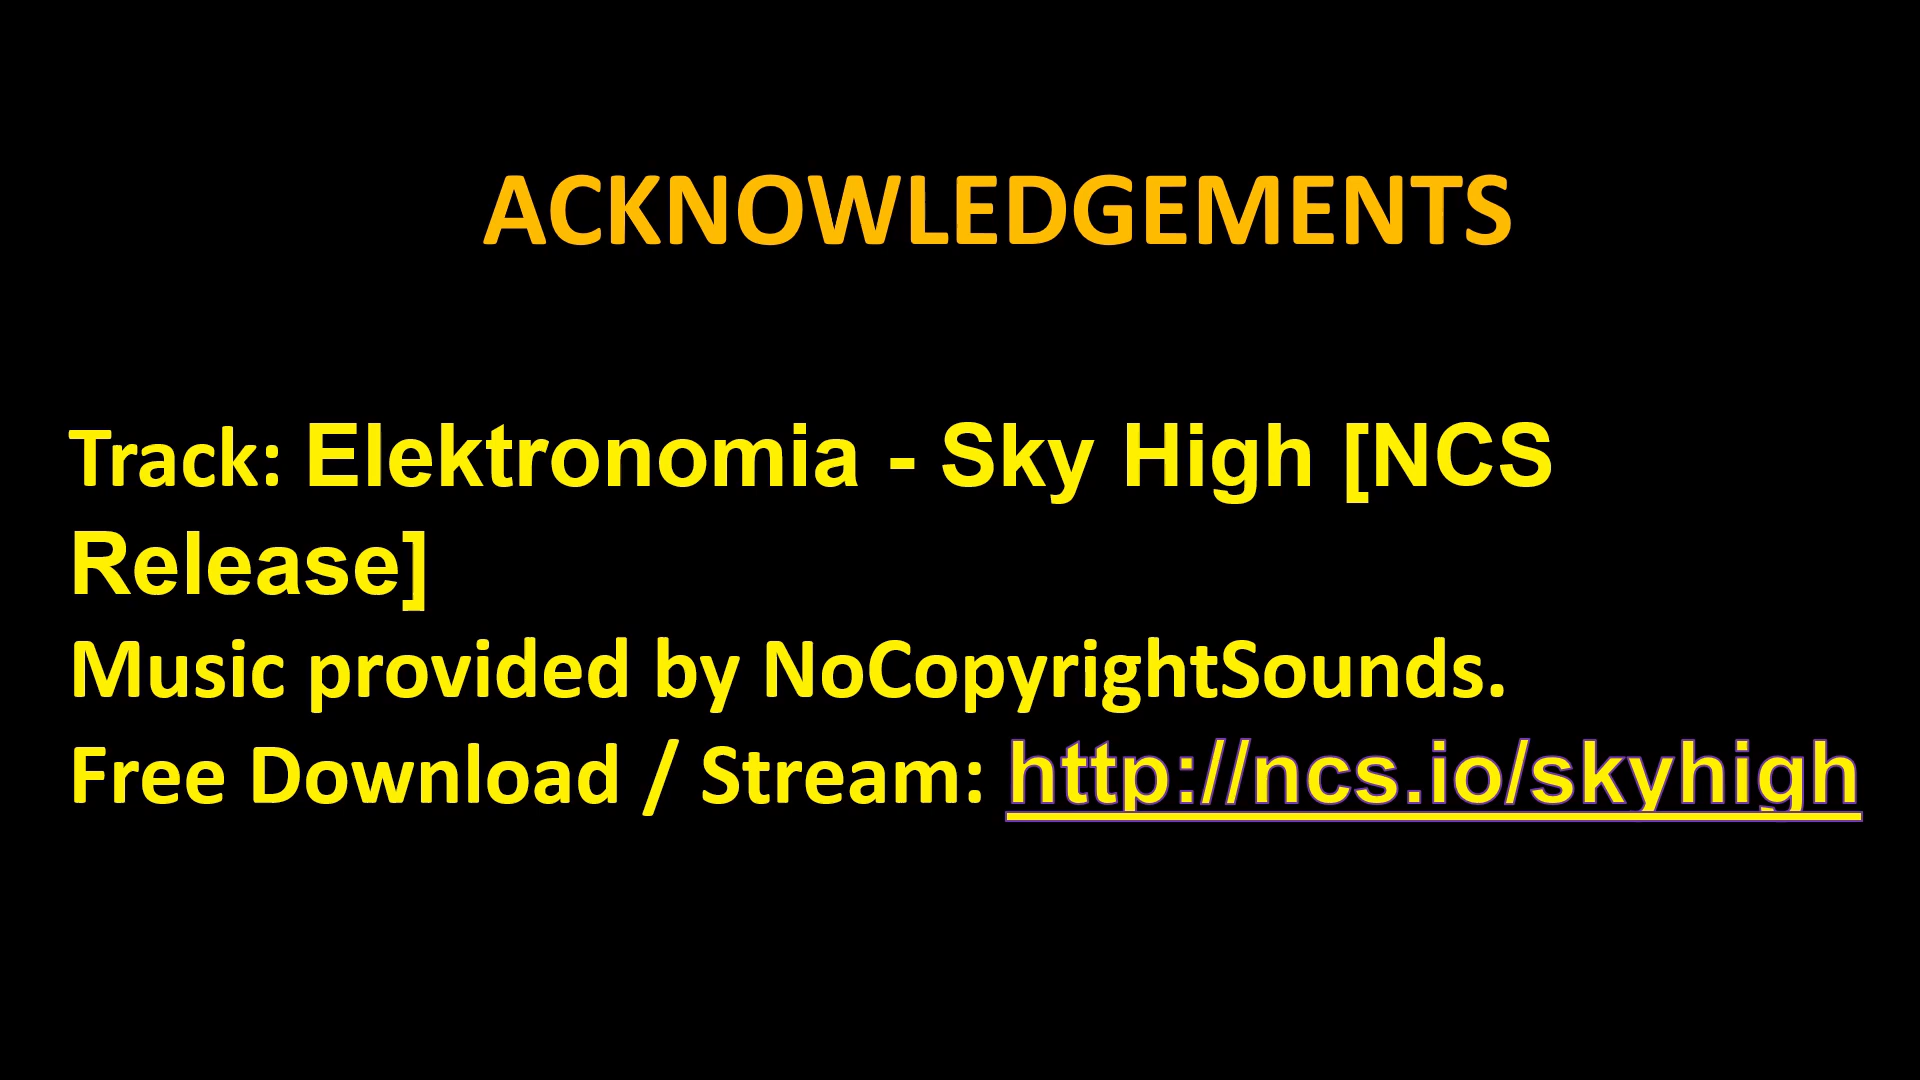 ACKNOWLEDGEMENTS
Track: Elektronomia - Sky High [NCS
Release]
Music provided by NoCopyrightSounds.
Free Download / Stream: http://ncs.io/skyhigh